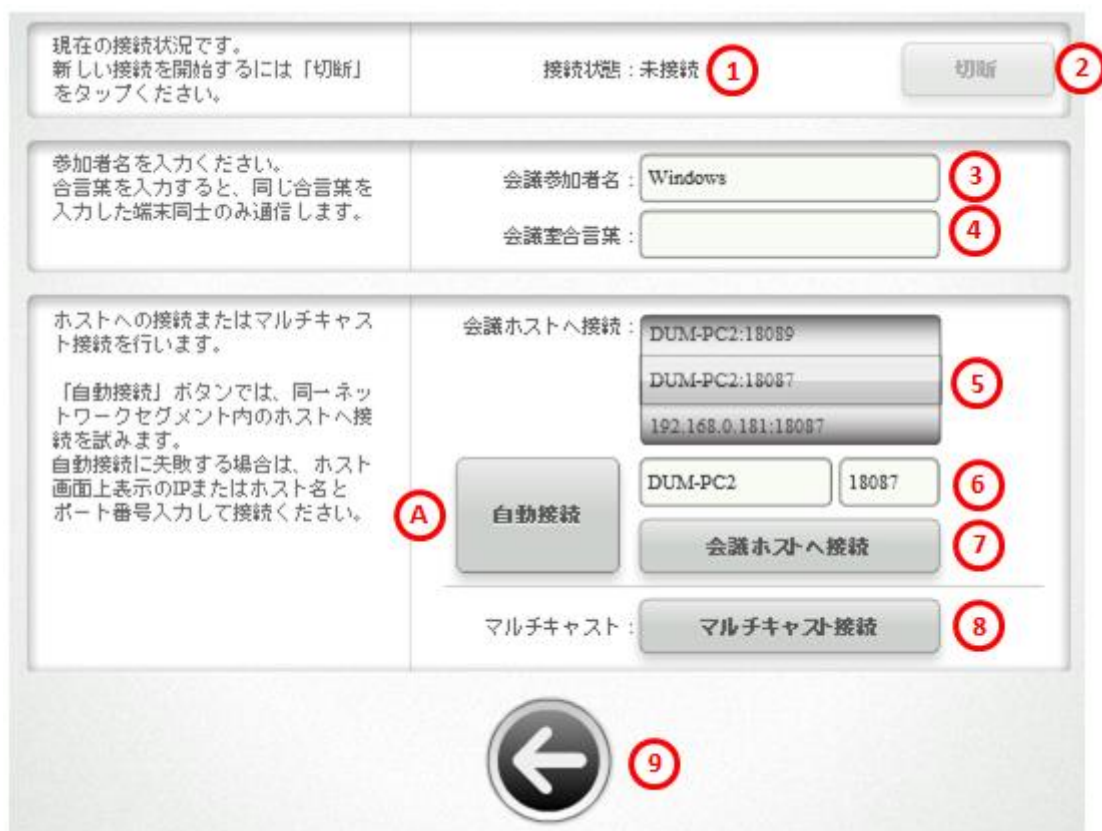 現在の接続状況です。
新しい接続を開始するには「切断」
をタップください。
接続状態：未接続 1
切断 2
参加者名を入力ください。
合言葉を入力すると、同じ合言葉を
入力した端末同士のみ通信します。
会議参加者名： Windows 3
会議室合言葉： 4
ホストへの接続またはマルチキャス
ト接続を行います。
「自動接続」ボタンでは、同一ネッ
トワークセグメント内のホストへ接
続を試みます。
自動接続に失敗する場合は、ホスト
画面上表示のIPまたはホスト名と
ポート番号入力して接続ください。
会議ホストへ接続： DUM-PC2:18089
DUM-PC2:18087 5
192.168.0.181:18087
DUM-PC2 18087 6
A 自動接続
会議ホストへ接続 7
マルチキャスト： マルチキャスト接続 8
9